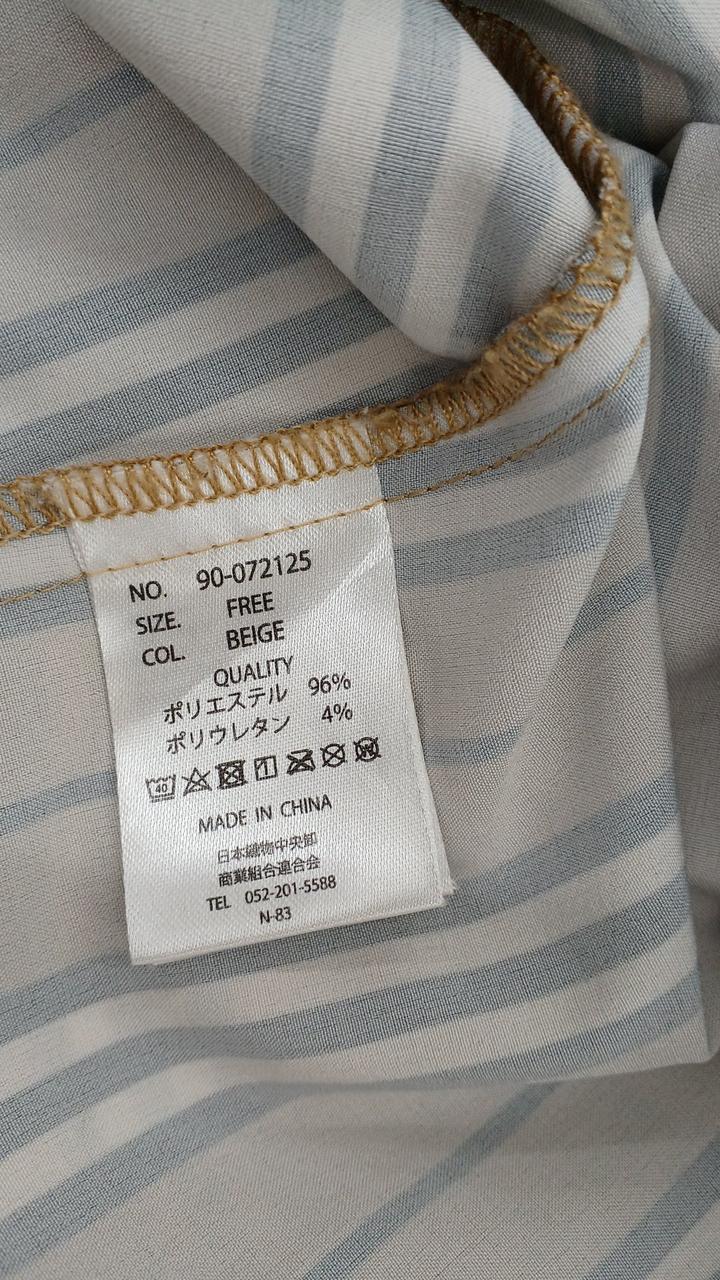 NO. 90-072125
SIZE. FREE
COL. BEIGE
QUALITY
ポリエステル 96%
ポリウレタン 4%
40 W
MADE IN CHINA
日本織物中央卸
商業組合連合会
TEL 052-201-5588
N-83